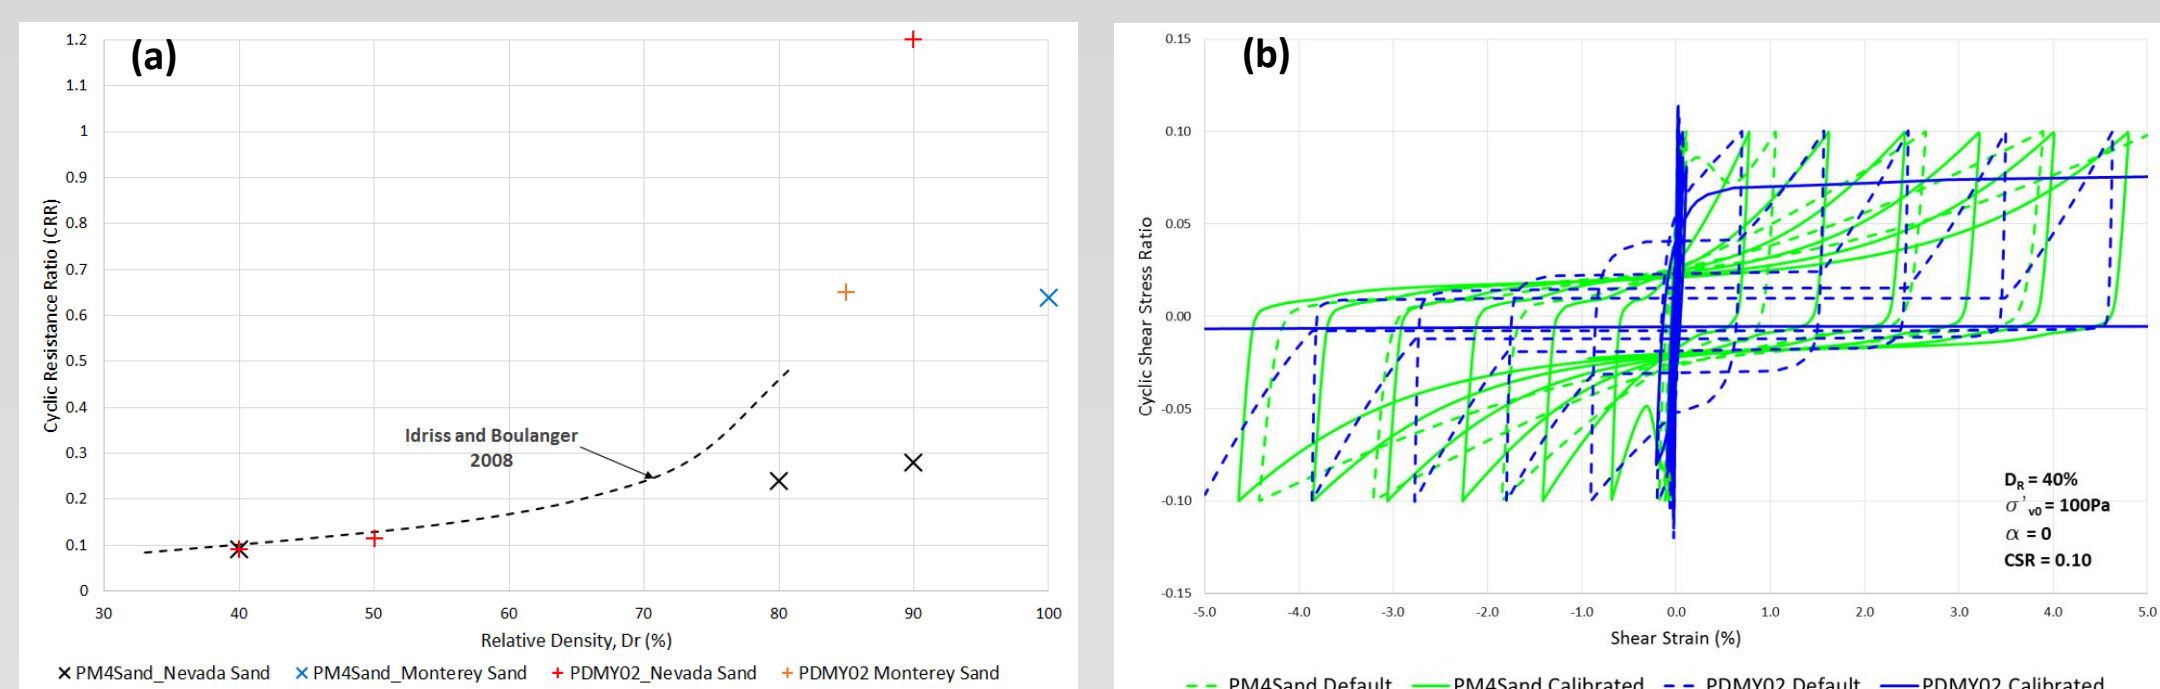 (a)
1.2
1.1
1
0.9
0.8
0.7
0.6
0.5
0.4
0.3
0.2
0.1
0
Cyclic Resistance Ratio (CRR)
Idriss and Boulanger
2008
30 40 50 60 70 80 90 100
Relative Density, Dr (%)
PM4Sand_Nevada Sand PM4Sand_Monterey Sand PDMY02_Nevada Sand PDMY02 Monterey Sand
(b)
0.15
0.10
0.05
0.00
-0.05
-0.10
-0.15
Cyclic Shear Stress Ratio
DR = 40%
σ'v0 = 100Pa
α = 0
CSR = 0.10
-5.0 -4.0 -3.0 -2.0 -1.0 0.0 1.0 2.0 3.0 4.0 5.0
Shear Strain (%)
PM4Sand Default PM4Sand Calibrated PDMY02 Default PDMY02 Calibrated